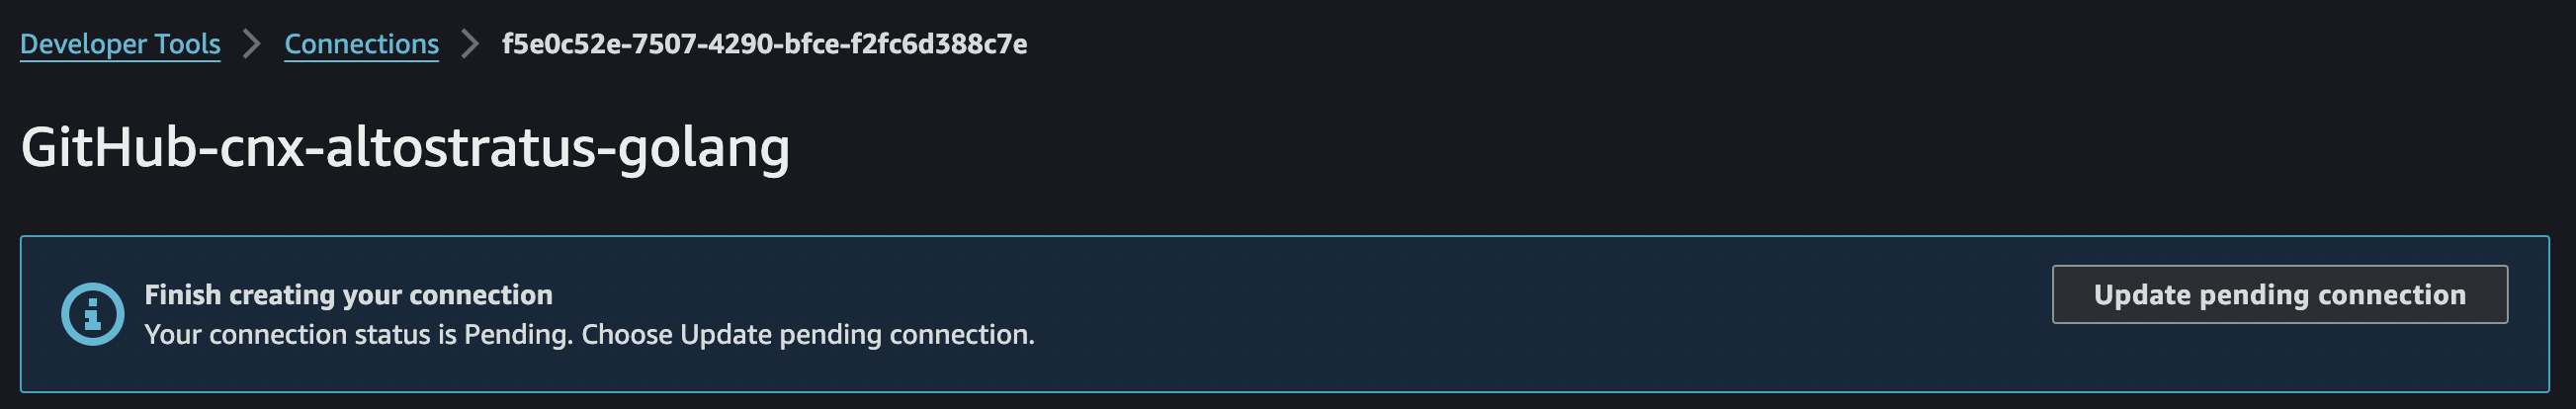 Developer Tools > Connections > f5e0c52e-7507-4290-bfce-f2fc6d388c7e
GitHub-cnx-altostratus-golang
Finish creating your connection
Update pending connection
Your connection status is Pending. Choose Update pending connection.